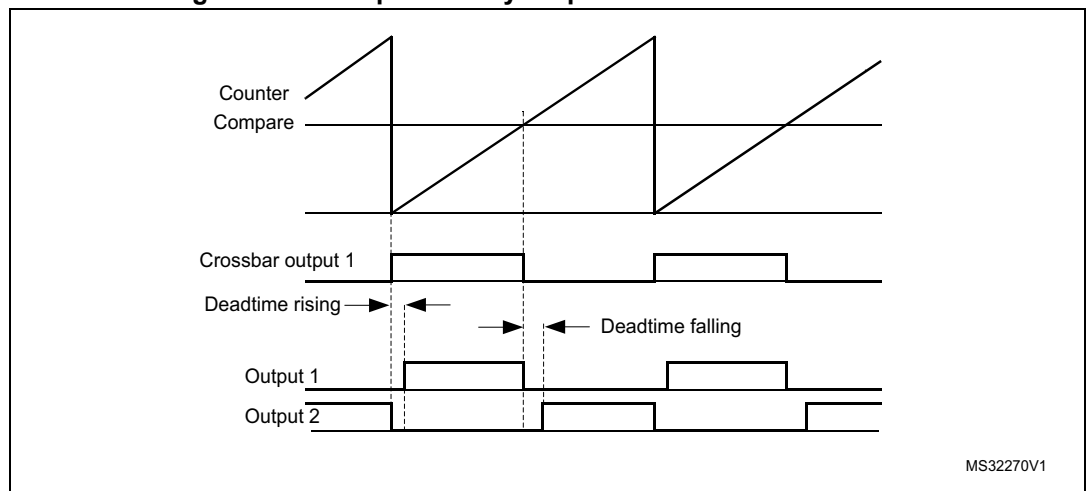 Counter
Compare
Crossbar output 1
Deadtime rising
Deadtime falling
Output 1
Output 2
MS32270V1